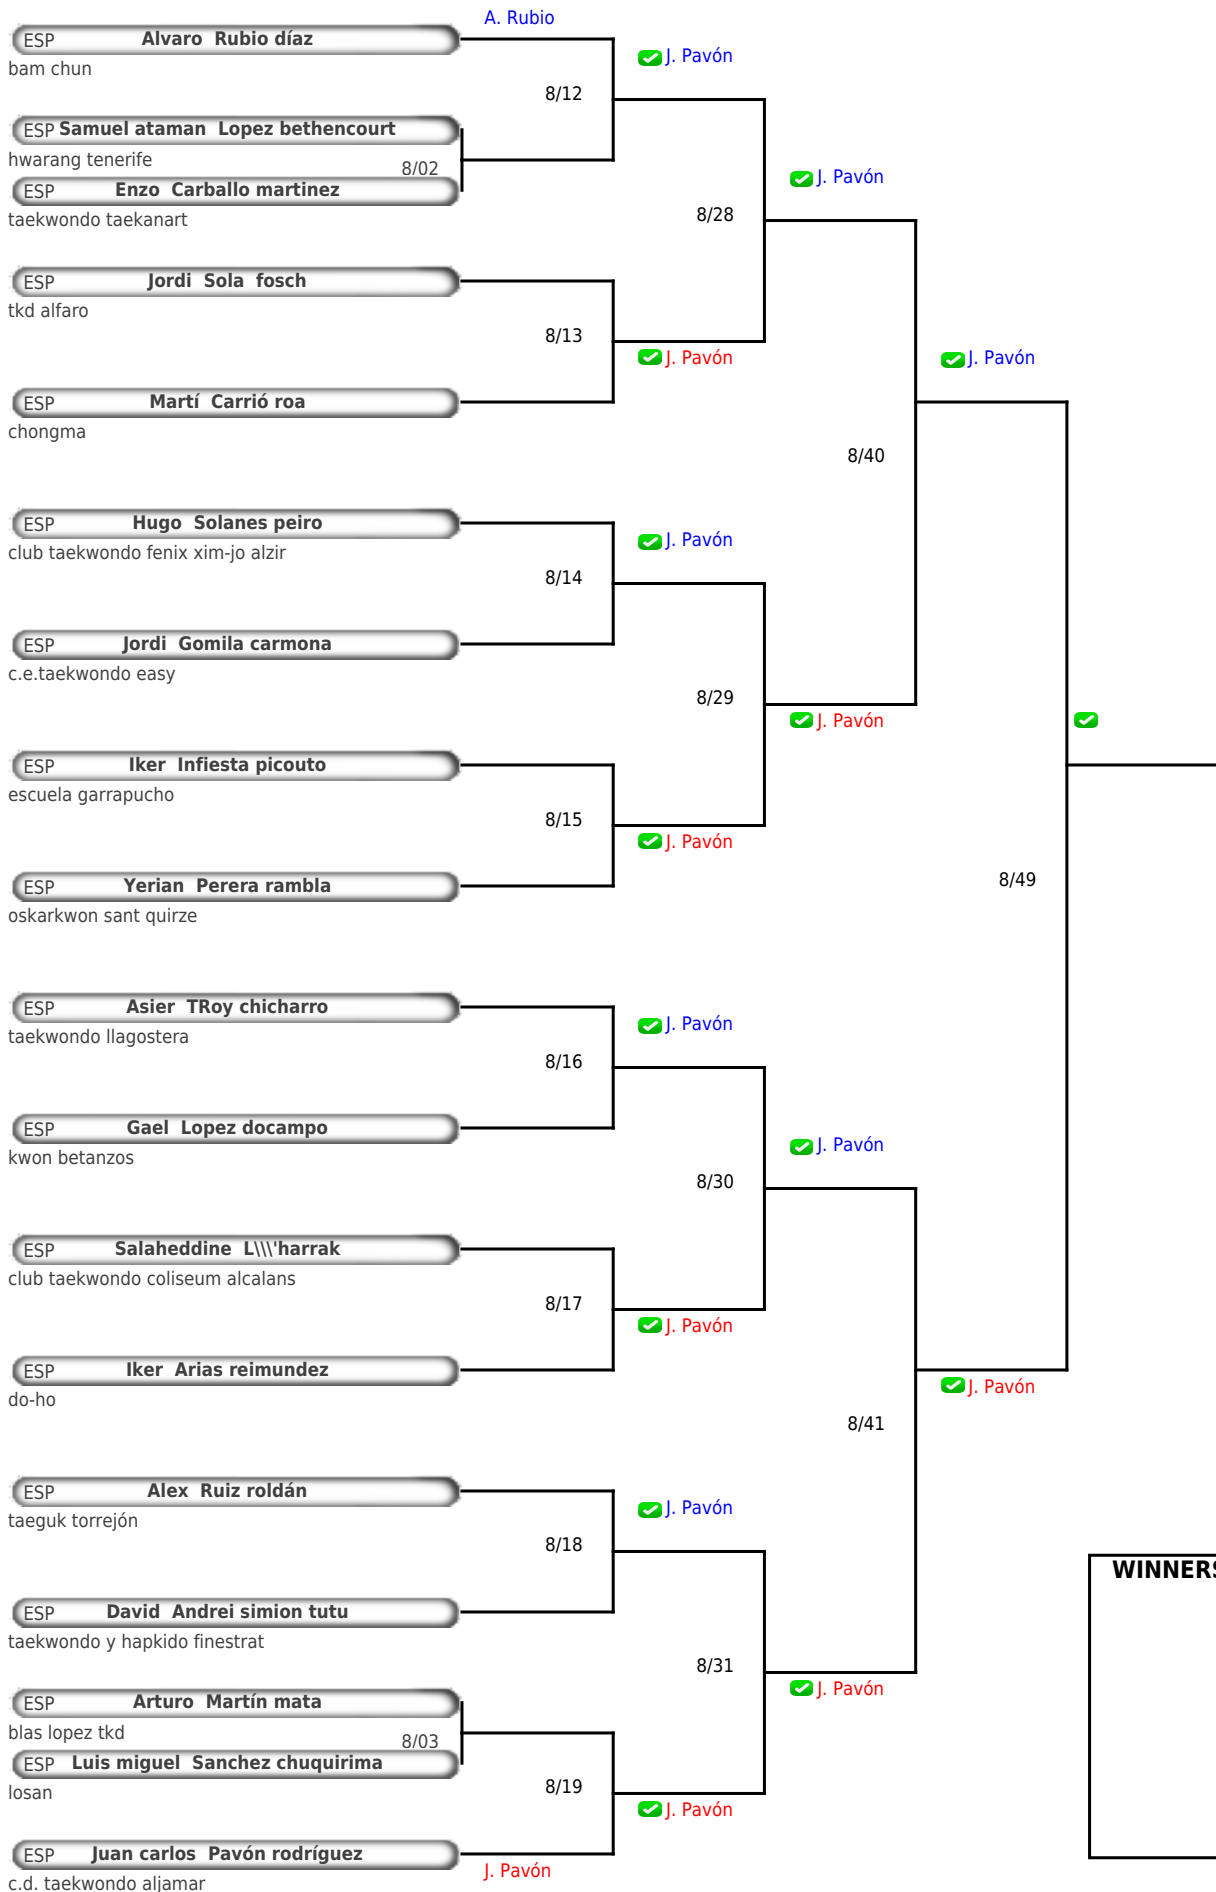 A. Rubio
ESP Alvaro Rubio díaz
bam chun
J. Pavón
8/12
ESP Samuel ataman Lopez bethencourt
hwarang tenerife
8/02
ESP Enzo Carballo martinez
taekwondo taekanart
J. Pavón
8/28
ESP Jordi Sola fosch
tkd alfaro
8/13
J. Pavón
J. Pavón
ESP Martí Carrió roa
chongma
8/40
ESP Hugo Solanes peiro
club taekwondo fenix xim-jo alzir
J. Pavón
8/14
ESP Jordi Gomila carmona
c.e.taekwondo easy
8/29
J. Pavón
ESP Iker Infiesta picouto
escuela garrapucho
8/15
J. Pavón
ESP Yerian Perera rambla
oskarkwon sant quirze
8/49
ESP Asier TRoy chicharro
taekwondo llagostera
J. Pavón
8/16
ESP Gael Lopez docampo
kwon betanzos
J. Pavón
8/30
ESP Salaheddine L\\\'harrak
club taekwondo coliseum alcalans
8/17
J. Pavón
ESP Iker Arias reimundez
do-ho
J. Pavón
8/41
ESP Alex Ruiz roldán
taeguk torrejón
J. Pavón
8/18
WINNERS
ESP David Andrei simion tutu
taekwondo y hapkido finestrat
8/31
J. Pavón
ESP Arturo Martín mata
blas lopez tkd
8/03
ESP Luis miguel Sanchez chuquirima
losan
8/19
J. Pavón
ESP Juan carlos Pavón rodríguez
J. Pavón
c.d. taekwondo aljamar